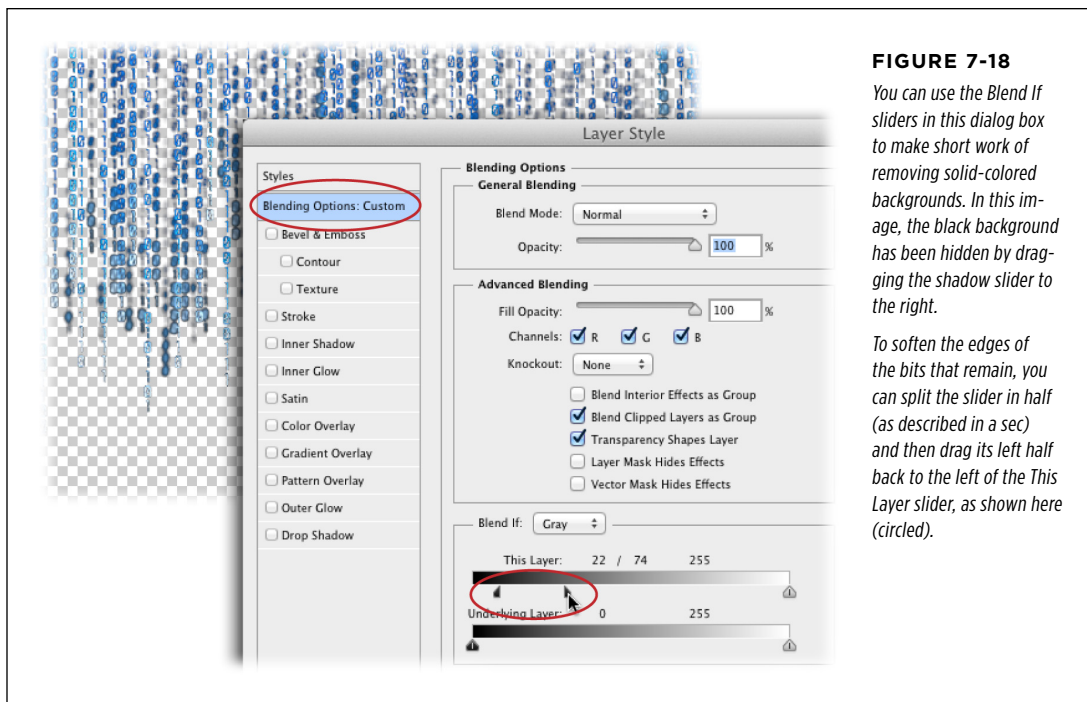 FIGURE 7-18
You can use the Blend If
sliders in this dialog box
to make short work of
removing solid-colored
backgrounds. In this im-
age, the black background
has been hidden by drag-
ging the shadow slider to
the right.
To soften the edges of
the bits that remain, you
can split the slider in half
(as described in a sec)
and then drag its left half
back to the left of the This
Layer slider, as shown here
(circled).
Layer Style
Styles
Blending Options: Custom
Bevel & Emboss
Contour
Texture
Stroke
Inner Shadow
Inner Glow
Satin
Color Overlay
Gradient Overlay
Pattern Overlay
Outer Glow
Drop Shadow
Blending Options
General Blending
Blend Mode: Normal
Opacity: 100 %
Advanced Blending
Fill Opacity: 100 %
Channels: R G B
Knockout: None
Blend Interior Effects as Group
Blend Clipped Layers as Group
Transparency Shapes Layer
Layer Mask Hides Effects
Vector Mask Hides Effects
Blend If: Gray
This Layer: 22 / 74 255
Underlying Layer: 0 255